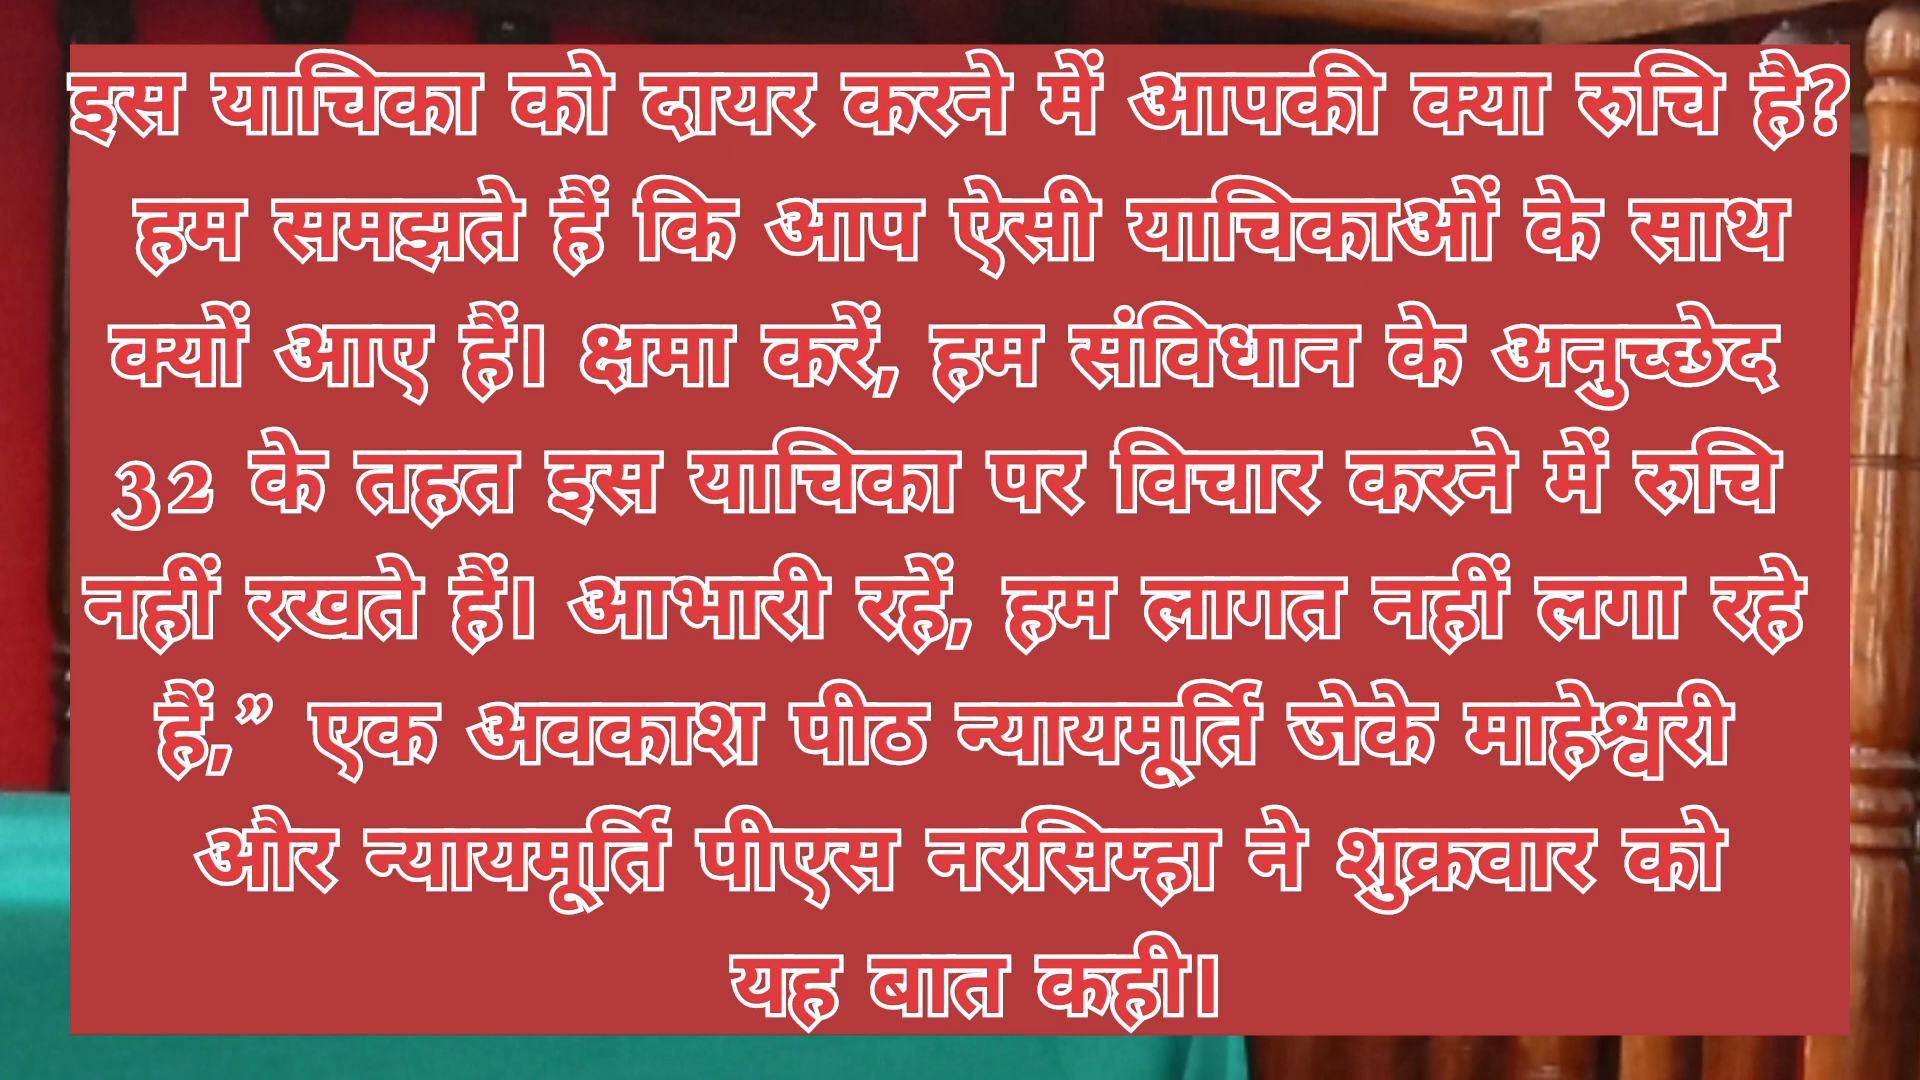 इस याचिका को दायर करने में आपकी क्या रुचि है?
हम समझते हैं कि आप ऐसी याचिकाओं के साथ
क्यों आए हैं। क्षमा करें, हम संविधान के अनुच्छेद
32 के तहत इस याचिका पर विचार करने में रुचि
नहीं रखते हैं। आभारी रहें, हम लागत नहीं लगा रहे
हैं,” एक अवकाश पीठ न्यायमूर्ति जेके माहेश्वरी
और न्यायमूर्ति पीएस नरसिम्हा ने शुक्रवार को
यह बात कही।